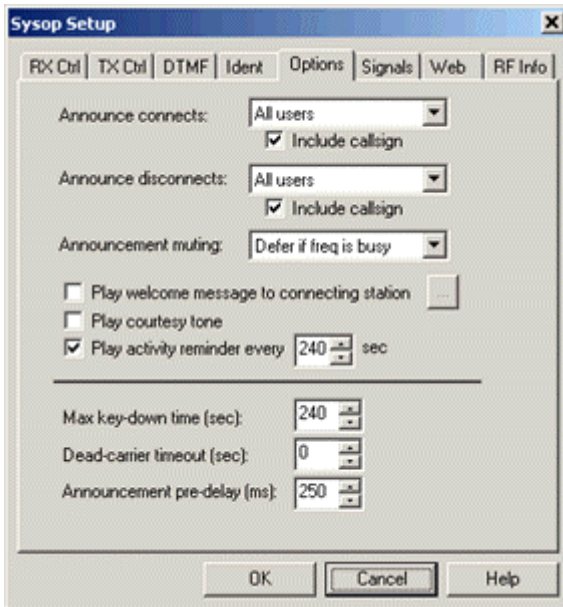 Sysop Setup
RX Ctrl TX Ctrl DTMF Ident Options Signals Web RF Info
Announce connects: All users
Include callsign
Announce disconnects: All users
Include callsign
Announcement muting: Defer if freq is busy
Play welcome message to connecting station ...
Play courtesy tone
Play activity reminder every 240 sec
Max key-down time (sec): 240
Dead-carrier timeout (sec): 0
Announcement pre-delay (ms): 250
OK Cancel Help